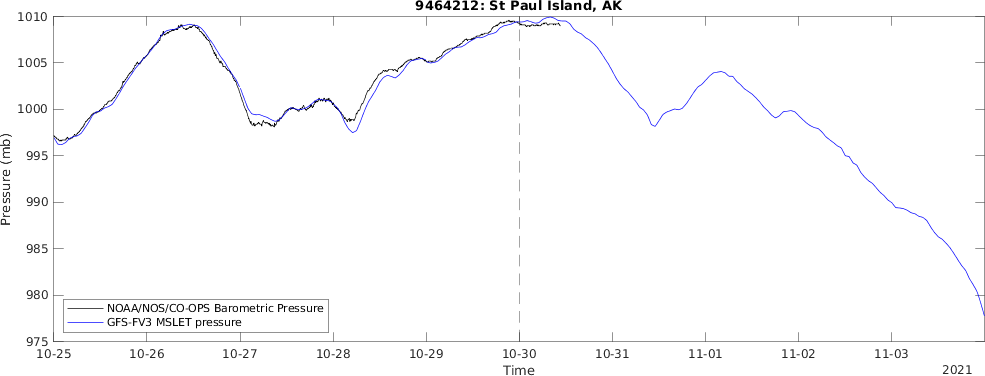 9464212: St Paul Island, AK
1010
1005
1000
995
990
985
980
975
Pressure (mb)
NOAA/NOS/CO-OPS Barometric Pressure
GFS-FV3 MSLET pressure
10-25 10-26 10-27 10-28 10-29 10-30 10-31 11-01 11-02 11-03
Time
2021